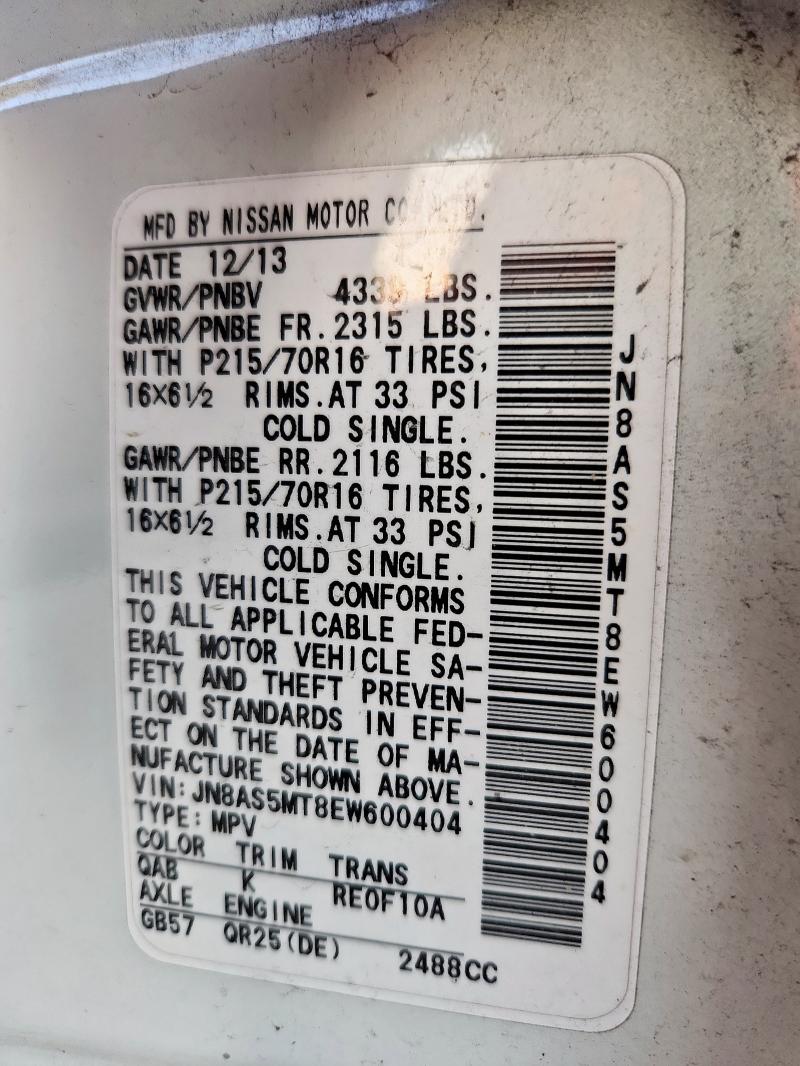 MFD BY NISSAN MOTOR CO., LTD.
DATE 12/13
GVWR/PNBV LBS.
GAWR/PNBE FR. 2315 LBS.
WITH P215/70R16 TIRES,
16×6½ RIMS. AT 33 PSI
COLD SINGLE.
GAWR/PNBE RR. 2116 LBS.
WITH P215/70R16 TIRES,
16×6½ RIMS. AT 33 PSI
COLD SINGLE.
THIS VEHICLE CONFORMS
TO ALL APPLICABLE FED-
ERAL MOTOR VEHICLE SA-
FETY AND THEFT PREVEN-
TION STANDARDS IN EFF-
ECT ON THE DATE OF MA-
NUFACTURE SHOWN ABOVE.
VIN: JN8AS5MT8EW600404
TYPE: MPV
COLOR TRIM TRANS
QAB K RE0F10A
AXLE ENGINE
GB57 QR25(DE) 2488CC
JN8AS5MT8EW600404